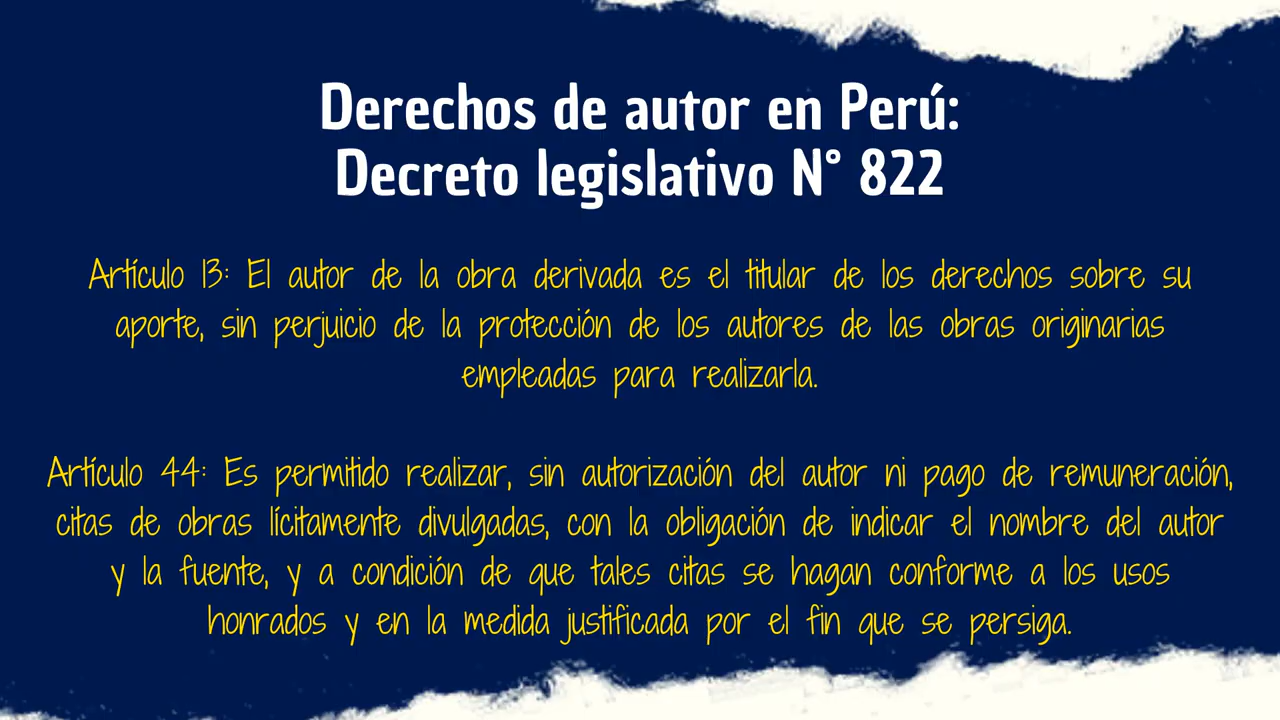 Derechos de autor en Perú:
Decreto legislativo N° 822
Artículo 13: El autor de la obra derivada es el titular de los derechos sobre su
aporte, sin perjuicio de la protección de los autores de las obras originarias
empleadas para realizarla.
Artículo 44: Es permitido realizar, sin autorización del autor ni pago de remuneración,
citas de obras lícitamente divulgadas, con la obligación de indicar el nombre del autor
y la fuente, y a condición de que tales citas se hagan conforme a los usos
honrados y en la medida justificada por el fin que se persiga.